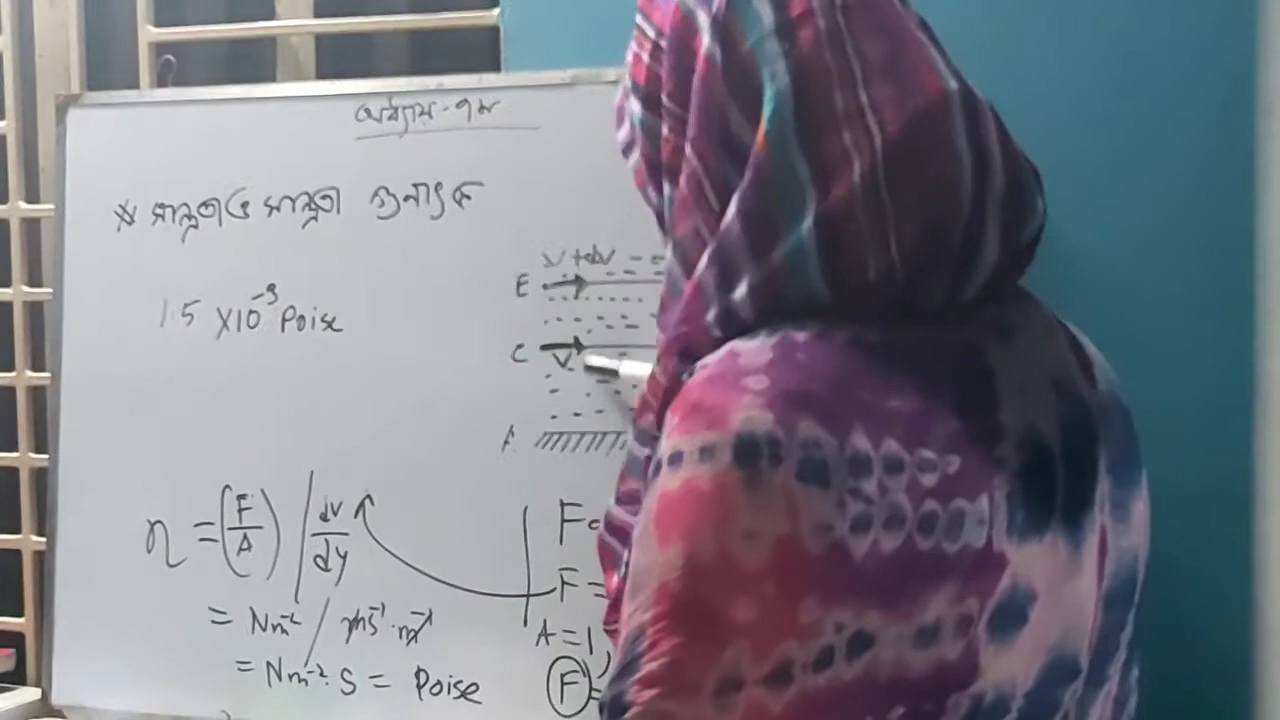 অধ্যায়-৭ম
* সান্দ্রতা ও সান্দ্রতা গুনাংক
1.5 X10⁻³ Poise
V+dv
E
C
V
A
η = (F/A) / dv/dy
= Nm⁻² / ms⁻¹·m⁻¹
= Nm⁻²·S = Poise
F
F =
A = 1,
F =